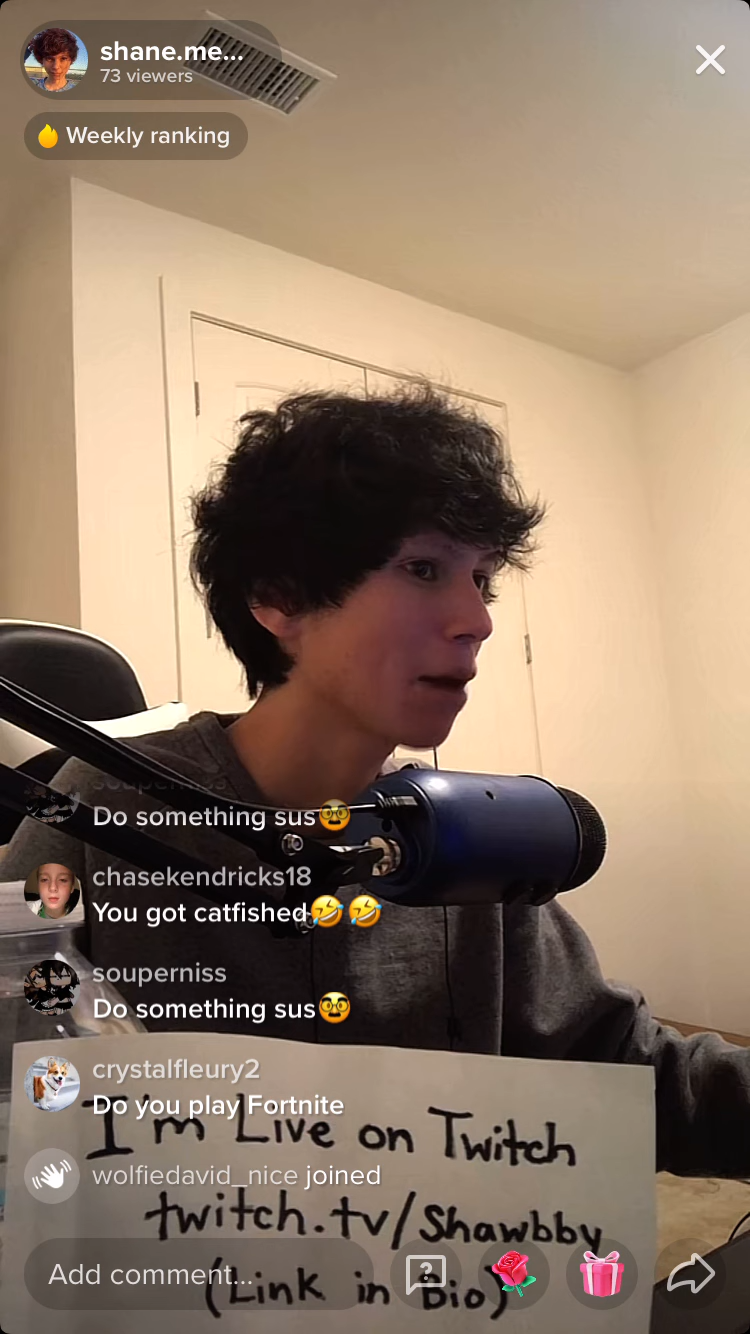 shane.me...
73 viewers
Weekly ranking
souperniss
Do something sus🥸
chasekendricks18
You got catfished🤣🤣
souperniss
Do something sus🥸
crystalfleury2
Do you play Fortnite
I'm Live on Twitch
wolfiedavid_nice joined
twitch.tv/Shawbby
Add comment...
(Link in Bio)